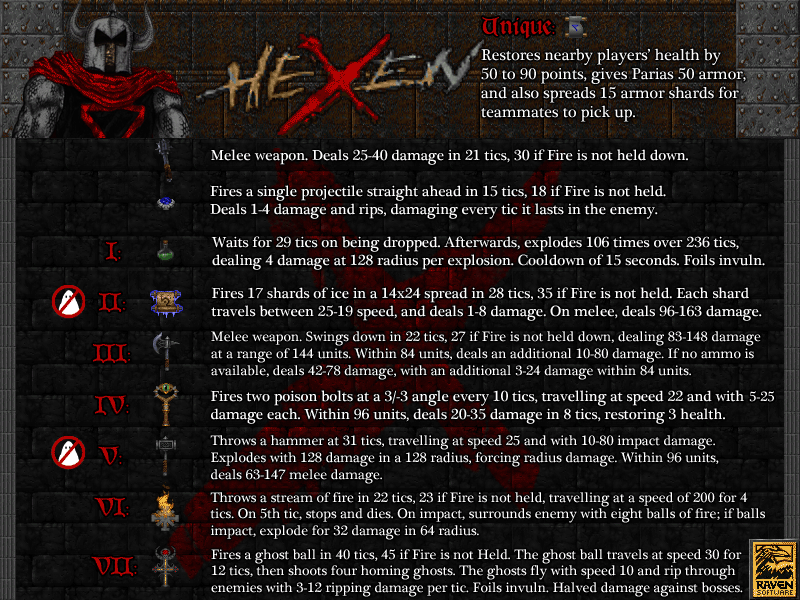 HEXEN
Unique:
Restores nearby players' health by
50 to 90 points, gives Parias 50 armor,
and also spreads 15 armor shards for
teammates to pick up.
Melee weapon. Deals 25-40 damage in 21 tics, 30 if Fire is not held down.
Fires a single projectile straight ahead in 15 tics, 18 if Fire is not held.
Deals 1-4 damage and rips, damaging every tic it lasts in the enemy.
I:
Waits for 29 tics on being dropped. Afterwards, explodes 106 times over 236 tics,
dealing 4 damage at 128 radius per explosion. Cooldown of 15 seconds. Foils invuln.
II:
Fires 17 shards of ice in a 14x24 spread in 28 tics, 35 if Fire is not held. Each shard
travels between 25-19 speed, and deals 1-8 damage. On melee, deals 96-163 damage.
III:
Melee weapon. Swings down in 22 tics, 27 if Fire is not held down, dealing 83-148 damage
at a range of 144 units. Within 84 units, deals an additional 10-80 damage. If no ammo is
available, deals 42-78 damage, with an additional 3-24 damage within 84 units.
IV:
Fires two poison bolts at a 3/-3 angle every 10 tics, travelling at speed 22 and with 5-25
damage each. Within 96 units, deals 20-35 damage in 8 tics, restoring 3 health.
V:
Throws a hammer at 31 tics, travelling at speed 25 and with 10-80 impact damage.
Explodes with 128 damage in a 128 radius, forcing radius damage. Within 96 units,
deals 63-147 melee damage.
VI:
Throws a stream of fire in 22 tics, 23 if Fire is not held, travelling at a speed of 200 for 4
tics. On 5th tic, stops and dies. On impact, surrounds enemy with eight balls of fire; if balls
impact, explode for 32 damage in 64 radius.
VII:
Fires a ghost ball in 40 tics, 45 if Fire is not Held. The ghost ball travels at speed 30 for
12 tics, then shoots four homing ghosts. The ghosts fly with speed 10 and rip through
enemies with 3-12 ripping damage per tic. Foils invuln. Halved damage against bosses.
RAVEN
SOFTWARE